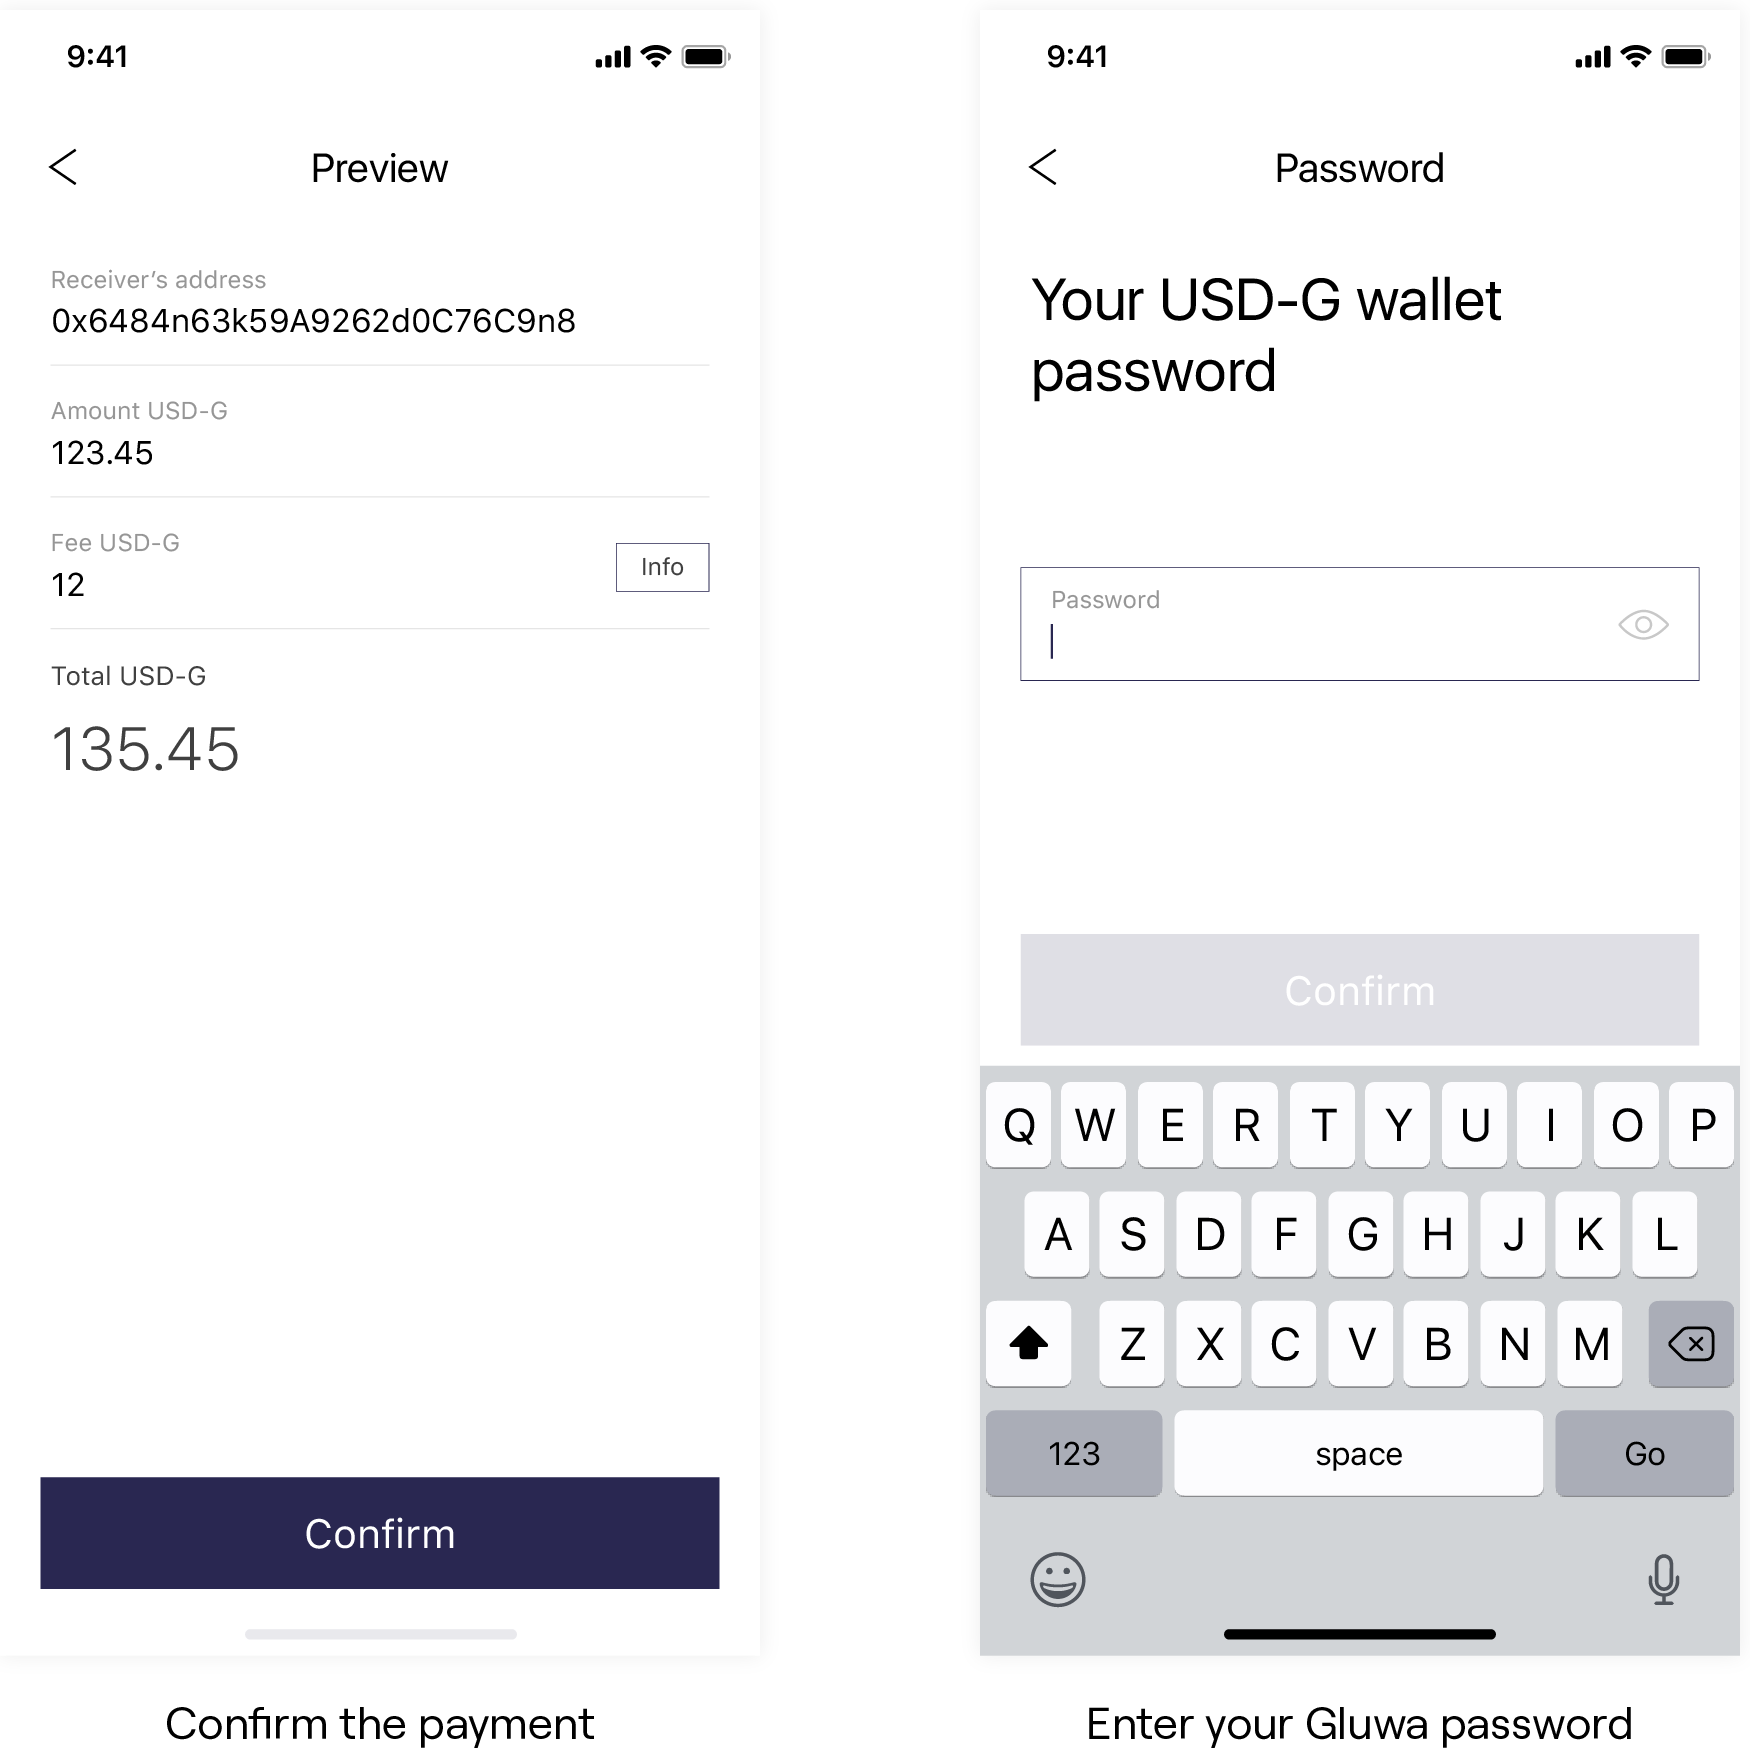 9:41
Preview
Receiver’s address
0x6484n63k59A9262d0C76C9n8
Amount USD-G
123.45
Fee USD-G
12
Info
Total USD-G
135.45
Confirm
Confirm the payment
9:41
Password
Your USD-G wallet
password
Password
Confirm
Q W E R T Y U I O P
A S D F G H J K L
Z X C V B N M
123 space Go
Enter your Gluwa password